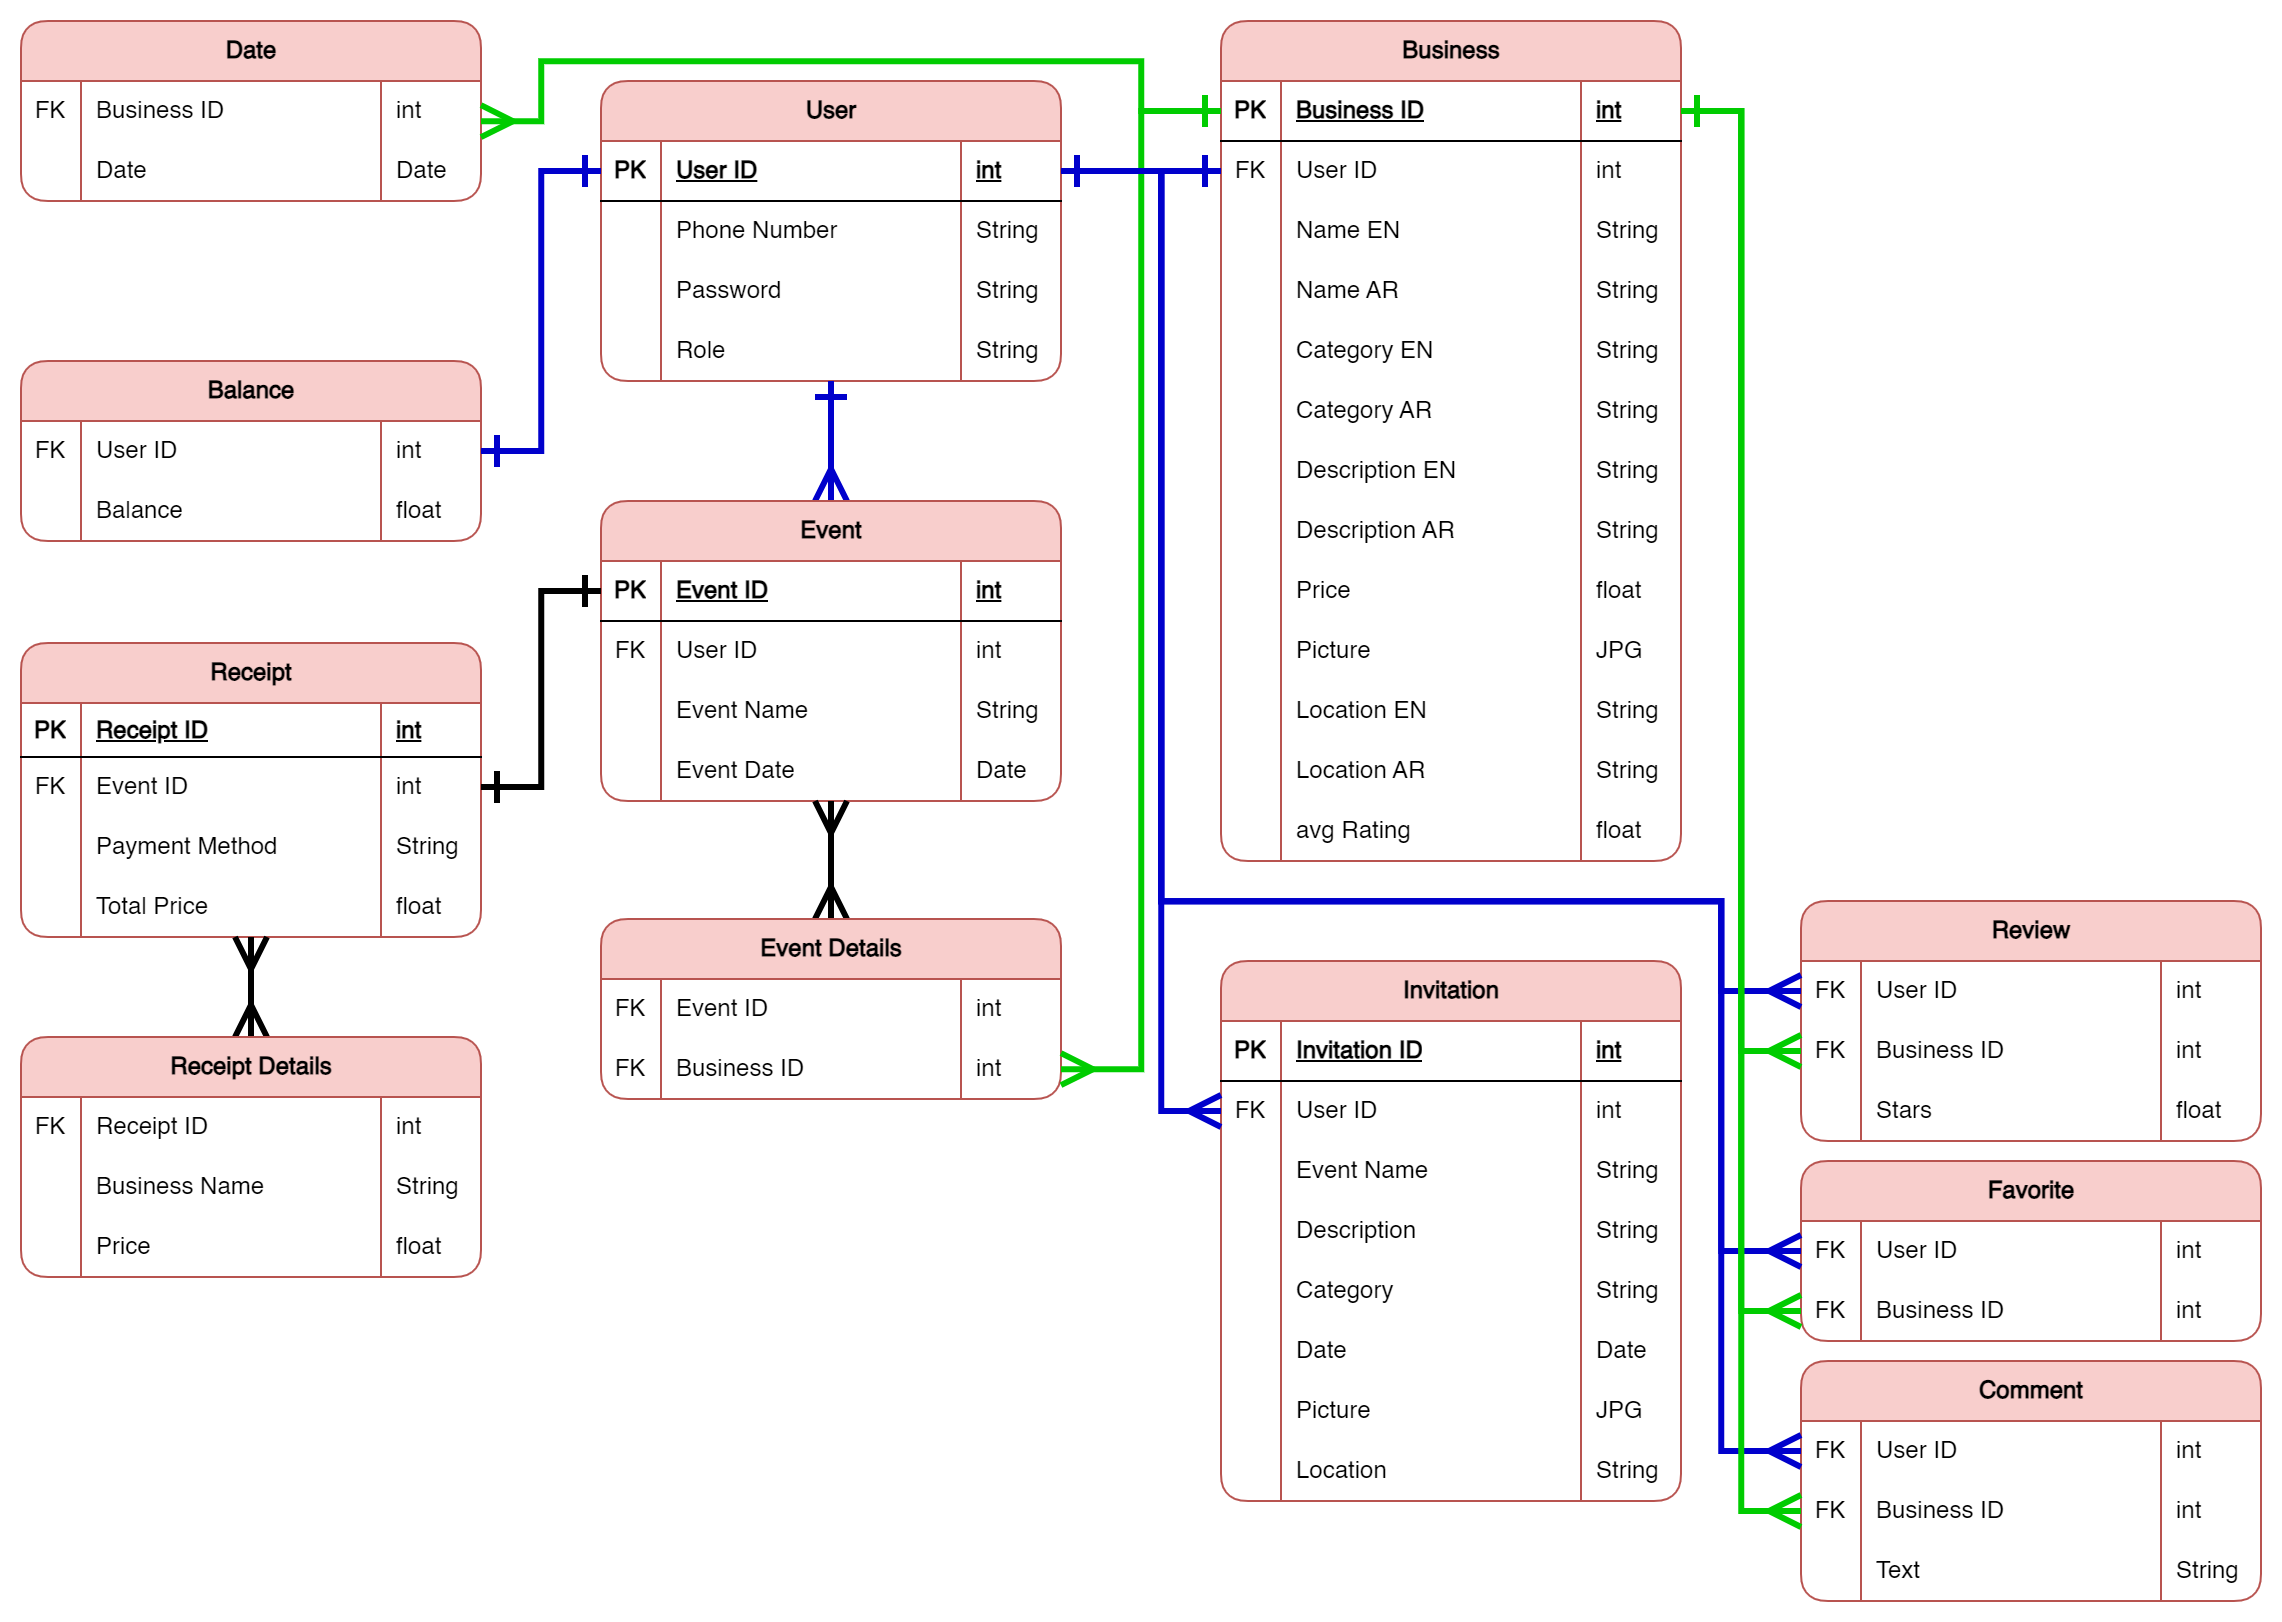 Date
FK Business ID int
Date Date
User
PK User ID int
Phone Number String
Password String
Role String
Business
PK Business ID int
FK User ID int
Name EN String
Name AR String
Category EN String
Category AR String
Description EN String
Description AR String
Price float
Picture JPG
Location EN String
Location AR String
avg Rating float
Balance
FK User ID int
Balance float
Event
PK Event ID int
FK User ID int
Event Name String
Event Date Date
Receipt
PK Receipt ID int
FK Event ID int
Payment Method String
Total Price float
Event Details
FK Event ID int
FK Business ID int
Receipt Details
FK Receipt ID int
Business Name String
Price float
Invitation
PK Invitation ID int
FK User ID int
Event Name String
Description String
Category String
Date Date
Picture JPG
Location String
Review
FK User ID int
FK Business ID int
Stars float
Favorite
FK User ID int
FK Business ID int
Comment
FK User ID int
FK Business ID int
Text String